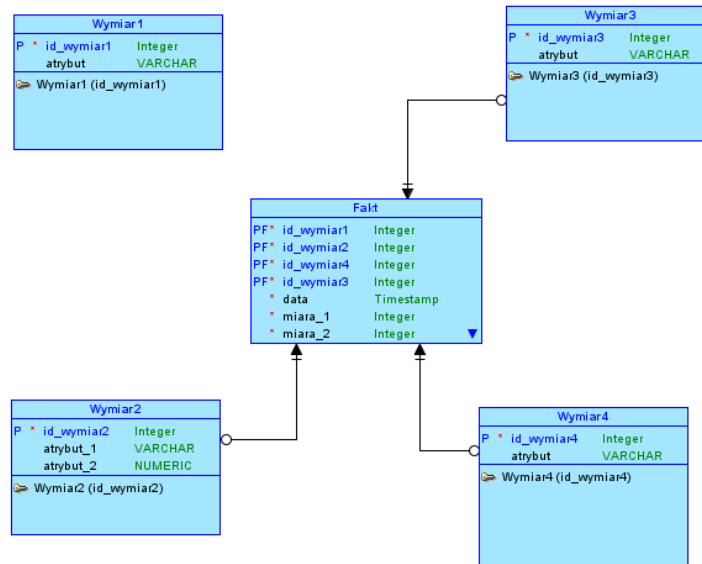 Wymiar1
P * id_wymiar1 Integer
atrybut VARCHAR
Wymiar1 (id_wymiar1)
Wymiar3
P * id_wymiar3 Integer
atrybut VARCHAR
Wymiar3 (id_wymiar3)
Fakt
PF* id_wymiar1 Integer
PF* id_wymiar2 Integer
PF* id_wymiar4 Integer
PF* id_wymiar3 Integer
* data Timestamp
* miara_1 Integer
* miara_2 Integer
Wymiar2
P * id_wymiar2 Integer
atrybut_1 VARCHAR
atrybut_2 NUMERIC
Wymiar2 (id_wymiar2)
Wymiar4
P * id_wymiar4 Integer
atrybut VARCHAR
Wymiar4 (id_wymiar4)